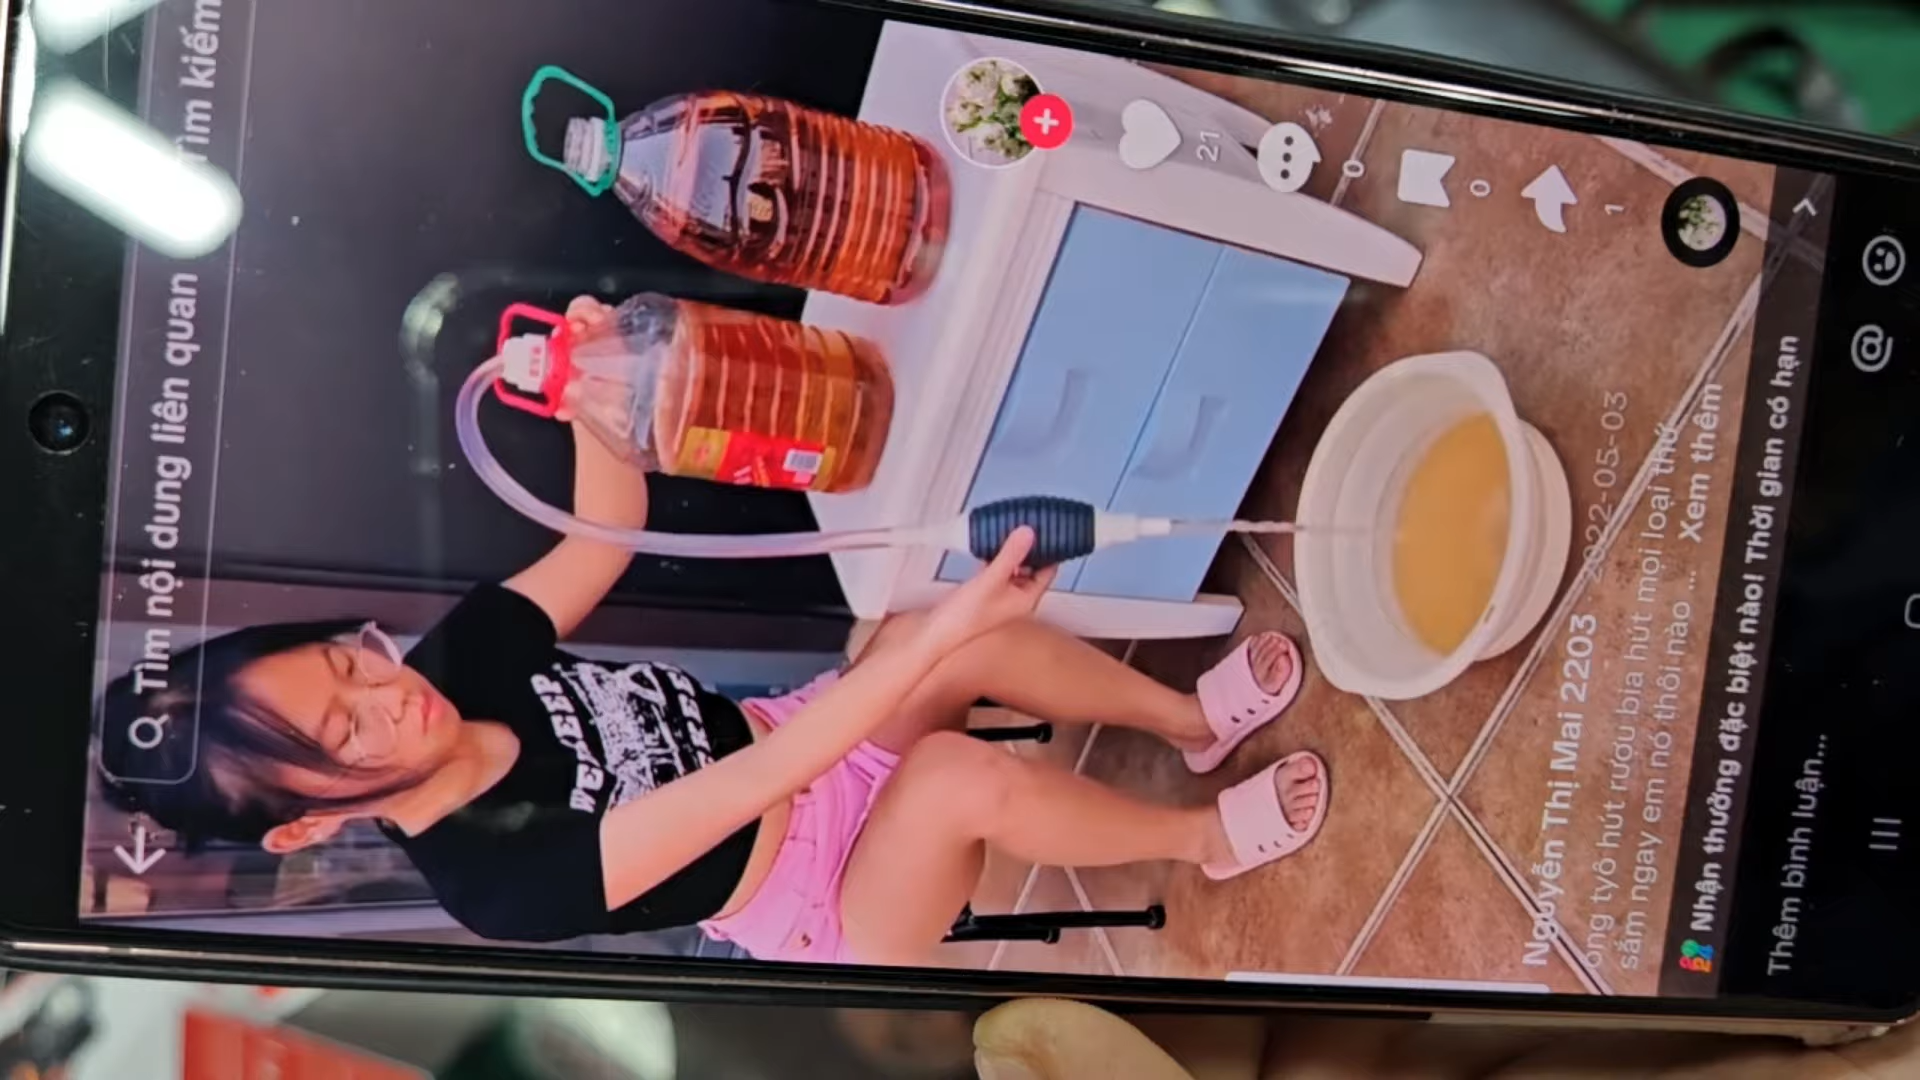 Tìm nội dung liên quan
Tìm kiếm
21
0
0
1
Nguyễn Thị Mai 2203 · 2022-05-03
ống tyô hút rượu bia hút mọi loại thứ
sắm ngay em nó thôi nào ... Xem thêm
Nhận thưởng đặc biệt nào! Thời gian có hạn
Thêm bình luận...
@